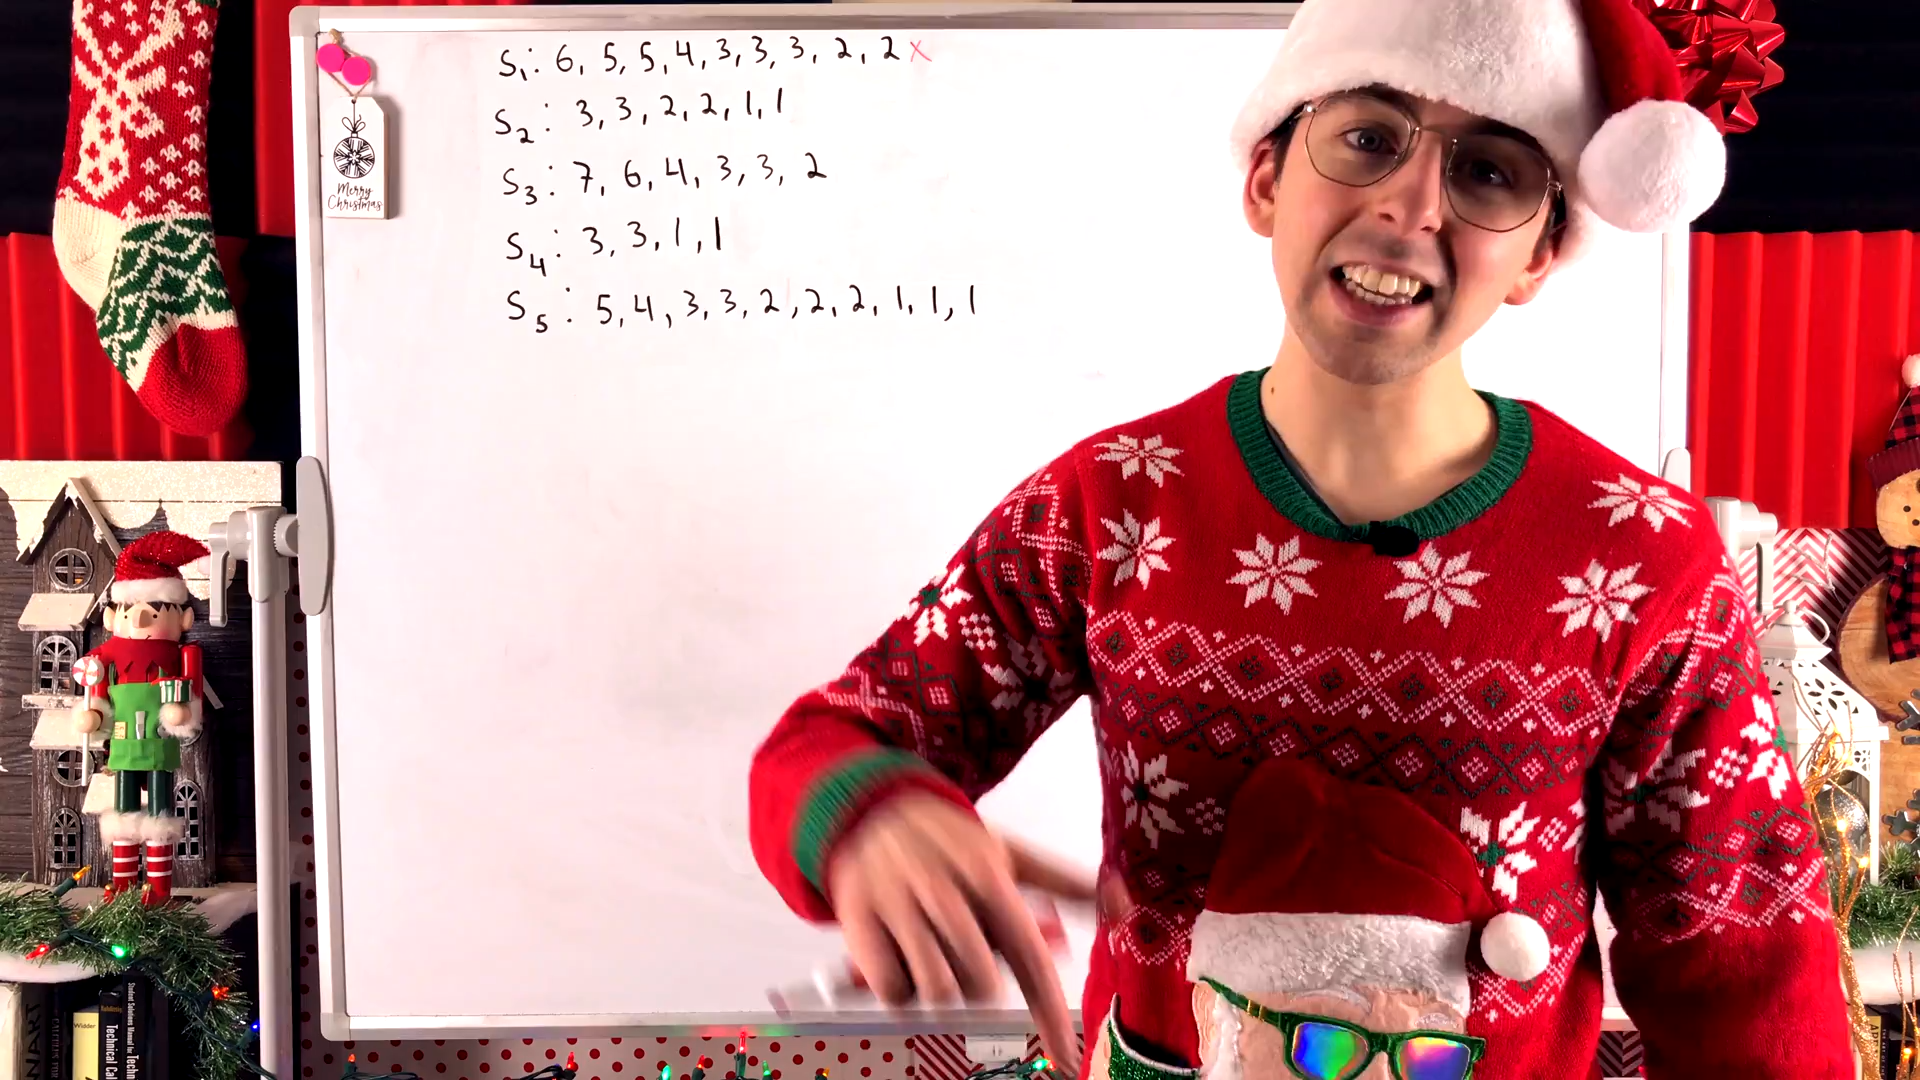 S₁: 6, 5, 5, 4, 3, 3, 3, 2, 2 x
S₂: 3, 3, 2, 2, 1, 1
S₃: 7, 6, 4, 3, 3, 2
S₄: 3, 3, 1, 1
S₅: 5, 4, 3, 3, 2, 2, 2, 1, 1, 1
Merry
Christmas
Widder